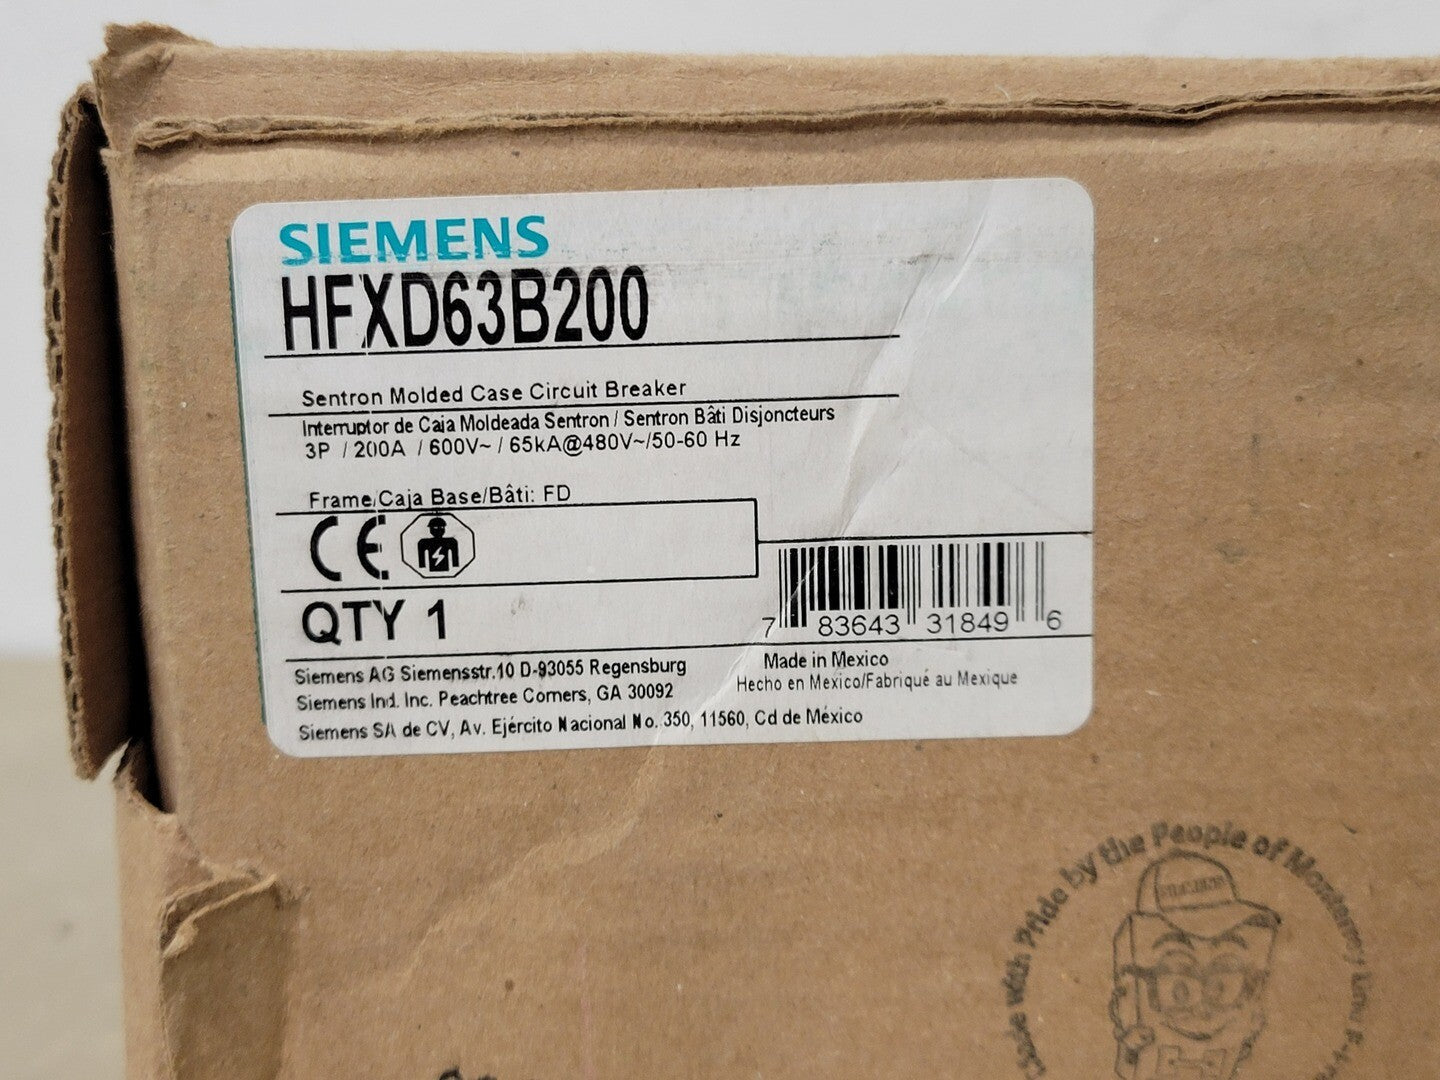 SIEMENS
HFXD63B200
Sentron Molded Case Circuit Breaker
Interruptor de Caja Moldeada Sentron / Sentron Bâti Disjoncteurs
3P / 200A / 600V~ / 65kA@480V~/50-60 Hz
Frame/Caja Base/Bâti: FD
CE
QTY 1
7 83643 31849 6
Siemens AG Siemensstr.10 D-93055 Regensburg
Siemens Ind. Inc. Peachtree Corners, GA 30092
Siemens SA de CV, Av. Ejército Nacional No. 350, 11560, Cd de México
Made in Mexico
Hecho en Mexico/Fabriqué au Mexique
Made with Pride by the People of Monterrey
SIEMENS